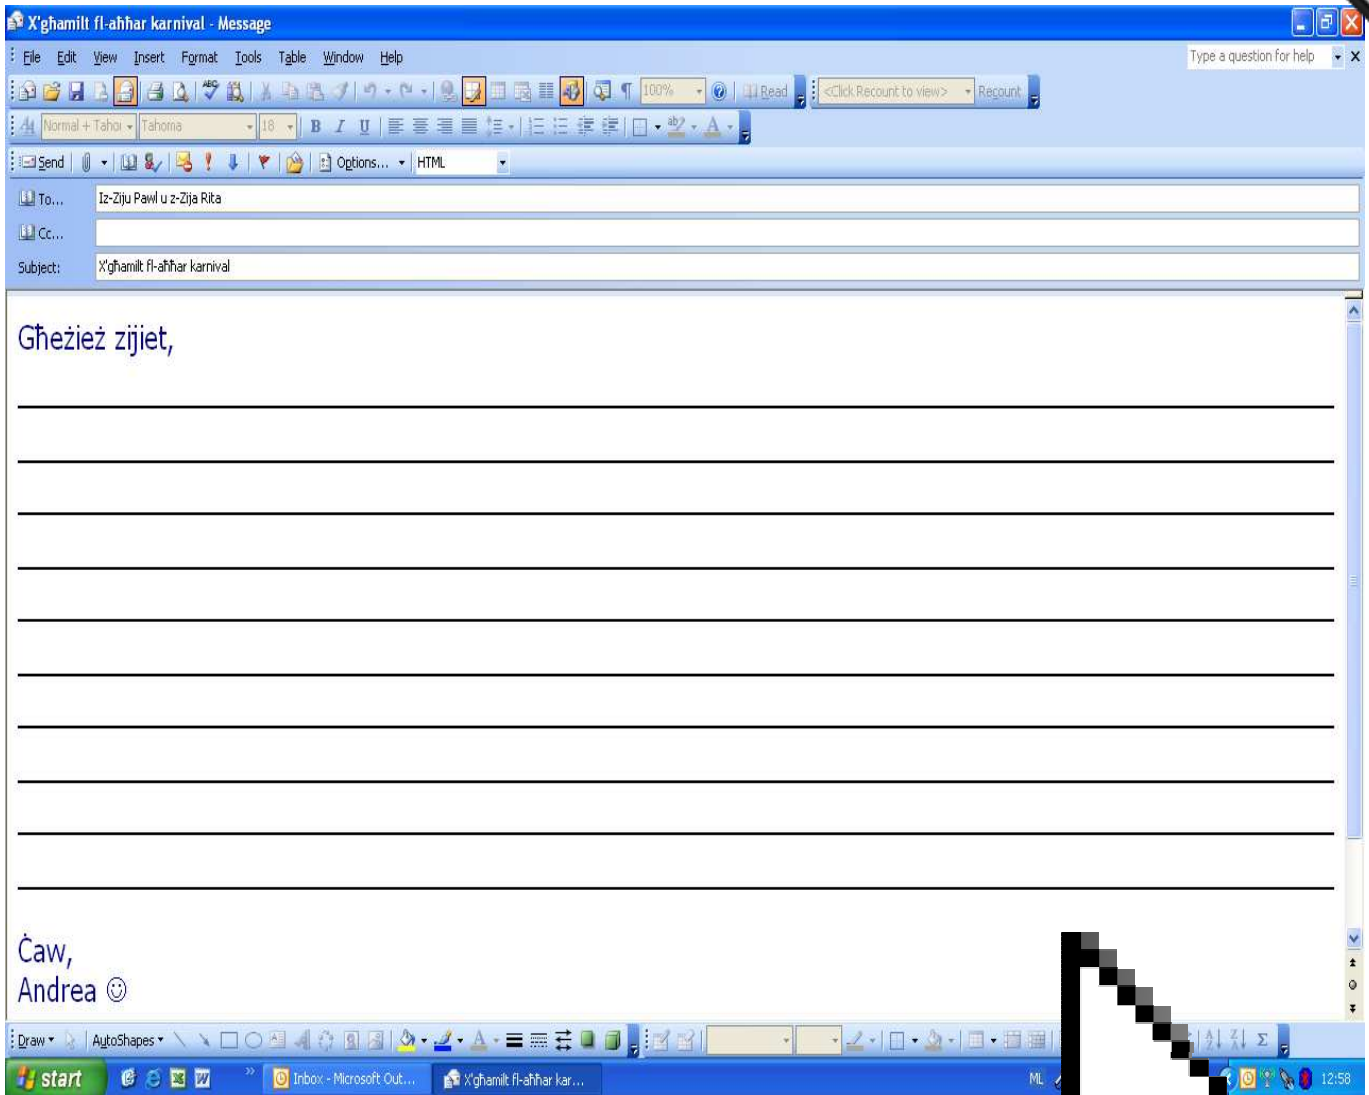 X'għamilt fl-aħħar karnival - Message
File Edit View Insert Format Tools Table Window Help
Type a question for help
100% Read <Click Recount to view> Recount
Normal + Tahoi Tahoma 18 B I U
Send Options... HTML
To... Iz-Ziju Pawl u z-Zija Rita
Cc...
Subject: X'għamilt fl-aħħar karnival
Għeżież zijiet,
Ċaw,
Andrea ☺
Draw AutoShapes
start Inbox - Microsoft Out... X'għamilt fl-aħħar kar... ML 12:58